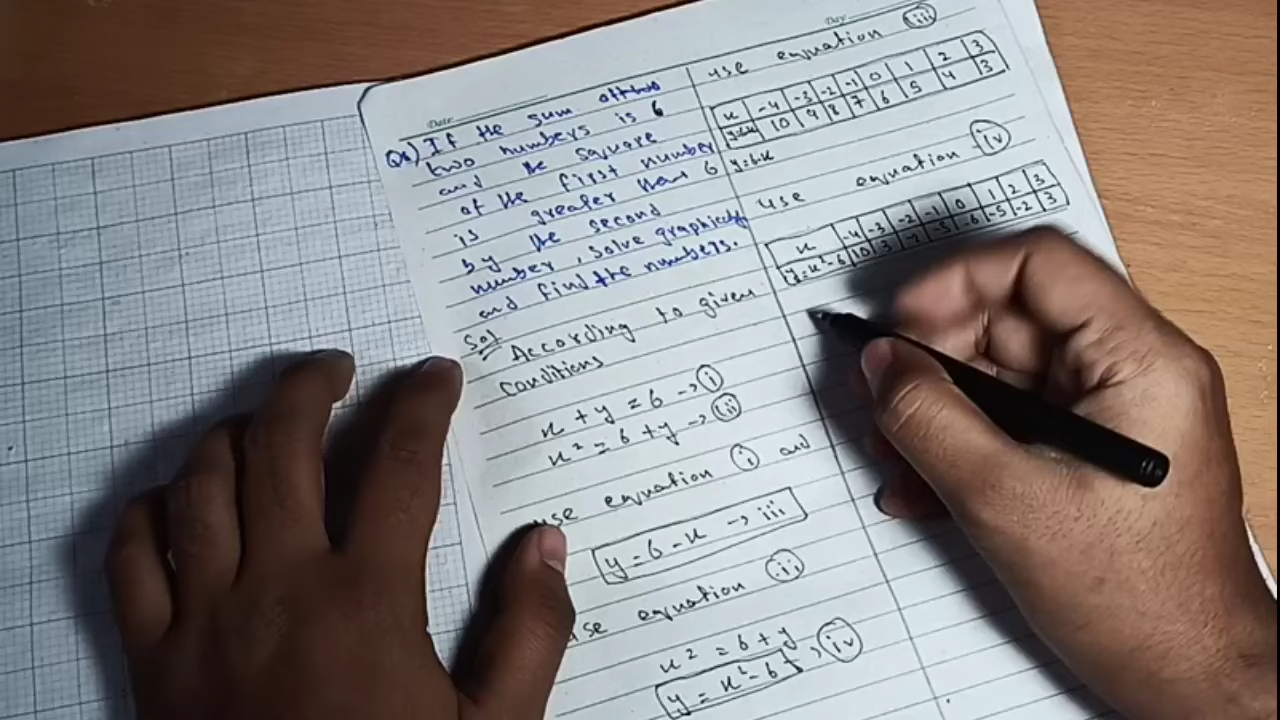 Date:
Q8) If the sum of two
two numbers is 6
and the square
of the first number
is greater than 6
by the second
number, solve graphically
and find the numbers.
Sol
According to given
conditions
x + y = 6 → (i)
x² = 6 + y → (ii)
use equation (i) and
y = 6 - x → iii
use equation (ii)
x² = 6 + y
y = x² - 6 → (iv)
Day
use equation (iii)
x -4 -3 -2 -1 0 1 2 3
y=6-x 10 9 8 7 6 5 4 3
y=6-x
use equation (iv)
x -4 -3 -2 -1 0 1 2 3
y=x²-6 10 3 -2 -5 -6 -5 -2 3